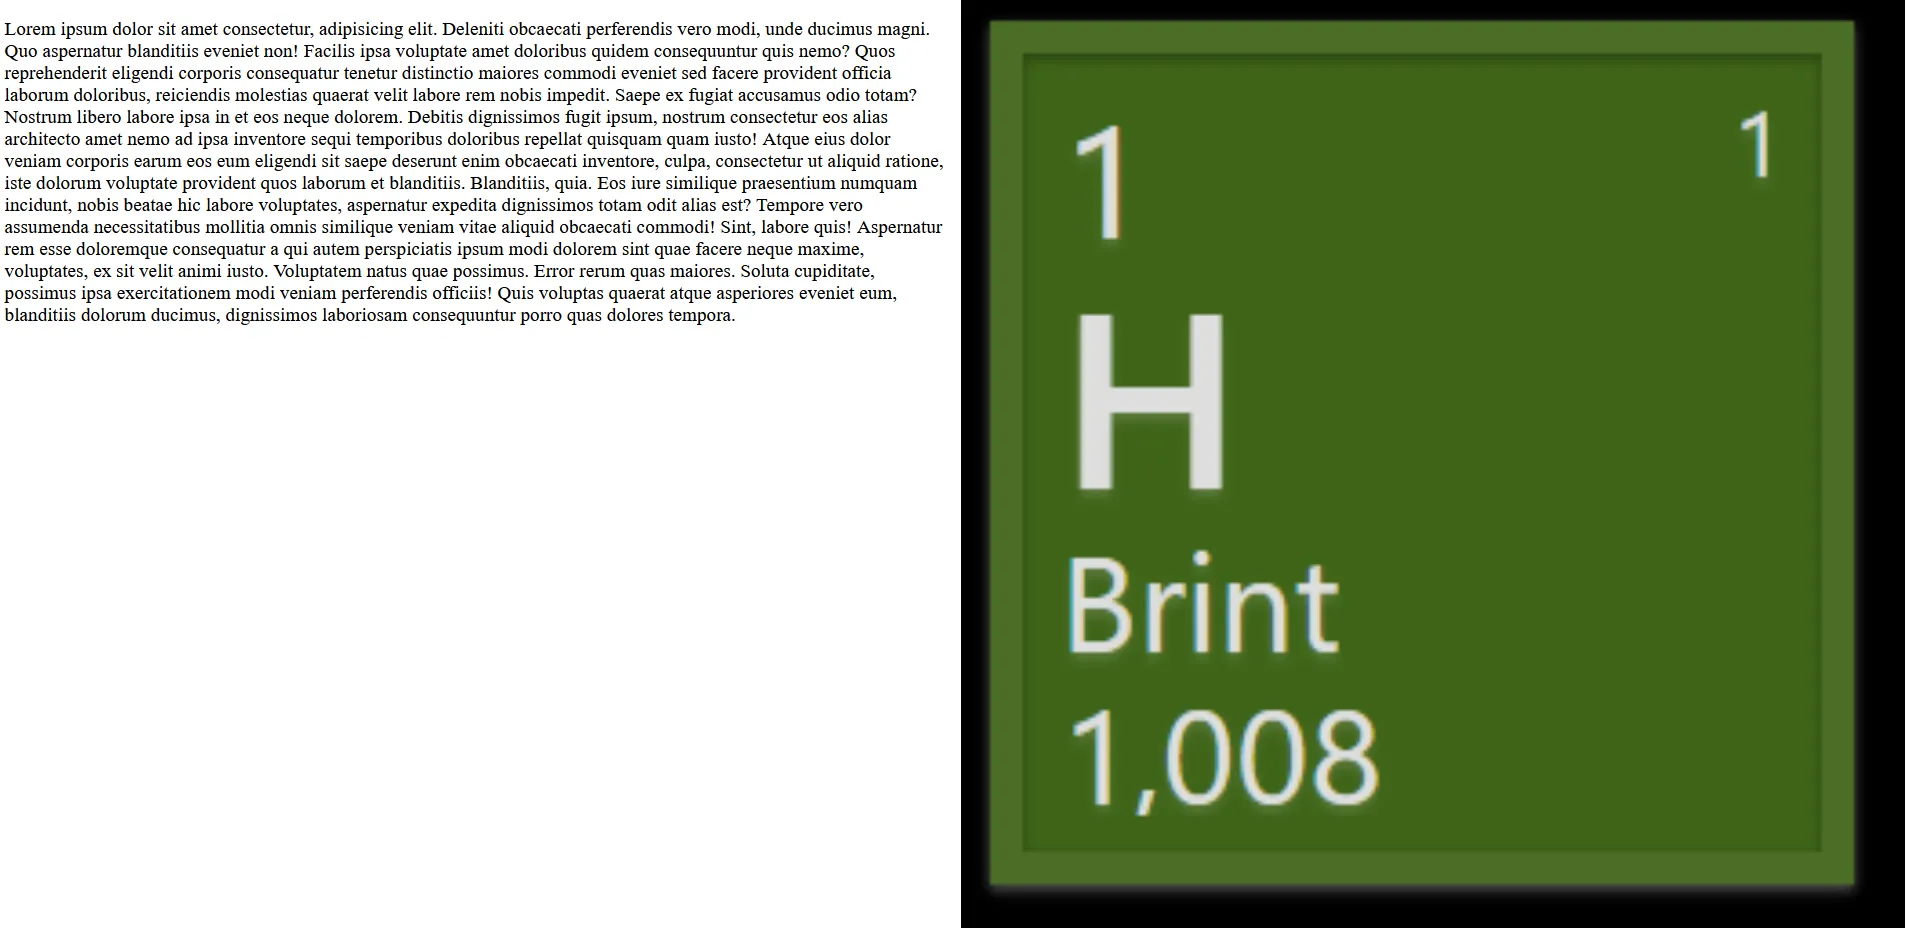 Lorem ipsum dolor sit amet consectetur, adipisicing elit. Deleniti obcaecati perferendis vero modi, unde ducimus magni.
Quo aspernatur blanditiis eveniet non! Facilis ipsa voluptate amet doloribus quidem consequuntur quis nemo? Quos
reprehenderit eligendi corporis consequatur tenetur distinctio maiores commodi eveniet sed facere provident officia
laborum doloribus, reiciendis molestias quaerat velit labore rem nobis impedit. Saepe ex fugiat accusamus odio totam?
Nostrum libero labore ipsa in et eos neque dolorem. Debitis dignissimos fugit ipsum, nostrum consectetur eos alias
architecto amet nemo ad ipsa inventore sequi temporibus doloribus repellat quisquam quam iusto! Atque eius dolor
veniam corporis earum eos eum eligendi sit saepe deserunt enim obcaecati inventore, culpa, consectetur ut aliquid ratione,
iste dolorum voluptate provident quos laborum et blanditiis. Blanditiis, quia. Eos iure similique praesentium numquam
incidunt, nobis beatae hic labore voluptates, aspernatur expedita dignissimos totam odit alias est? Tempore vero
assumenda necessitatibus mollitia omnis similique veniam vitae aliquid obcaecati commodi! Sint, labore quis! Aspernatur
rem esse doloremque consequatur a qui autem perspiciatis ipsum modi dolorem sint quae facere neque maxime,
voluptates, ex sit velit animi iusto. Voluptatem natus quae possimus. Error rerum quas maiores. Soluta cupiditate,
possimus ipsa exercitationem modi veniam perferendis officiis! Quis voluptas quaerat atque asperiores eveniet eum,
blanditiis dolorum ducimus, dignissimos laboriosam consequuntur porro quas dolores tempora.
1
1
H
Brint
1,008